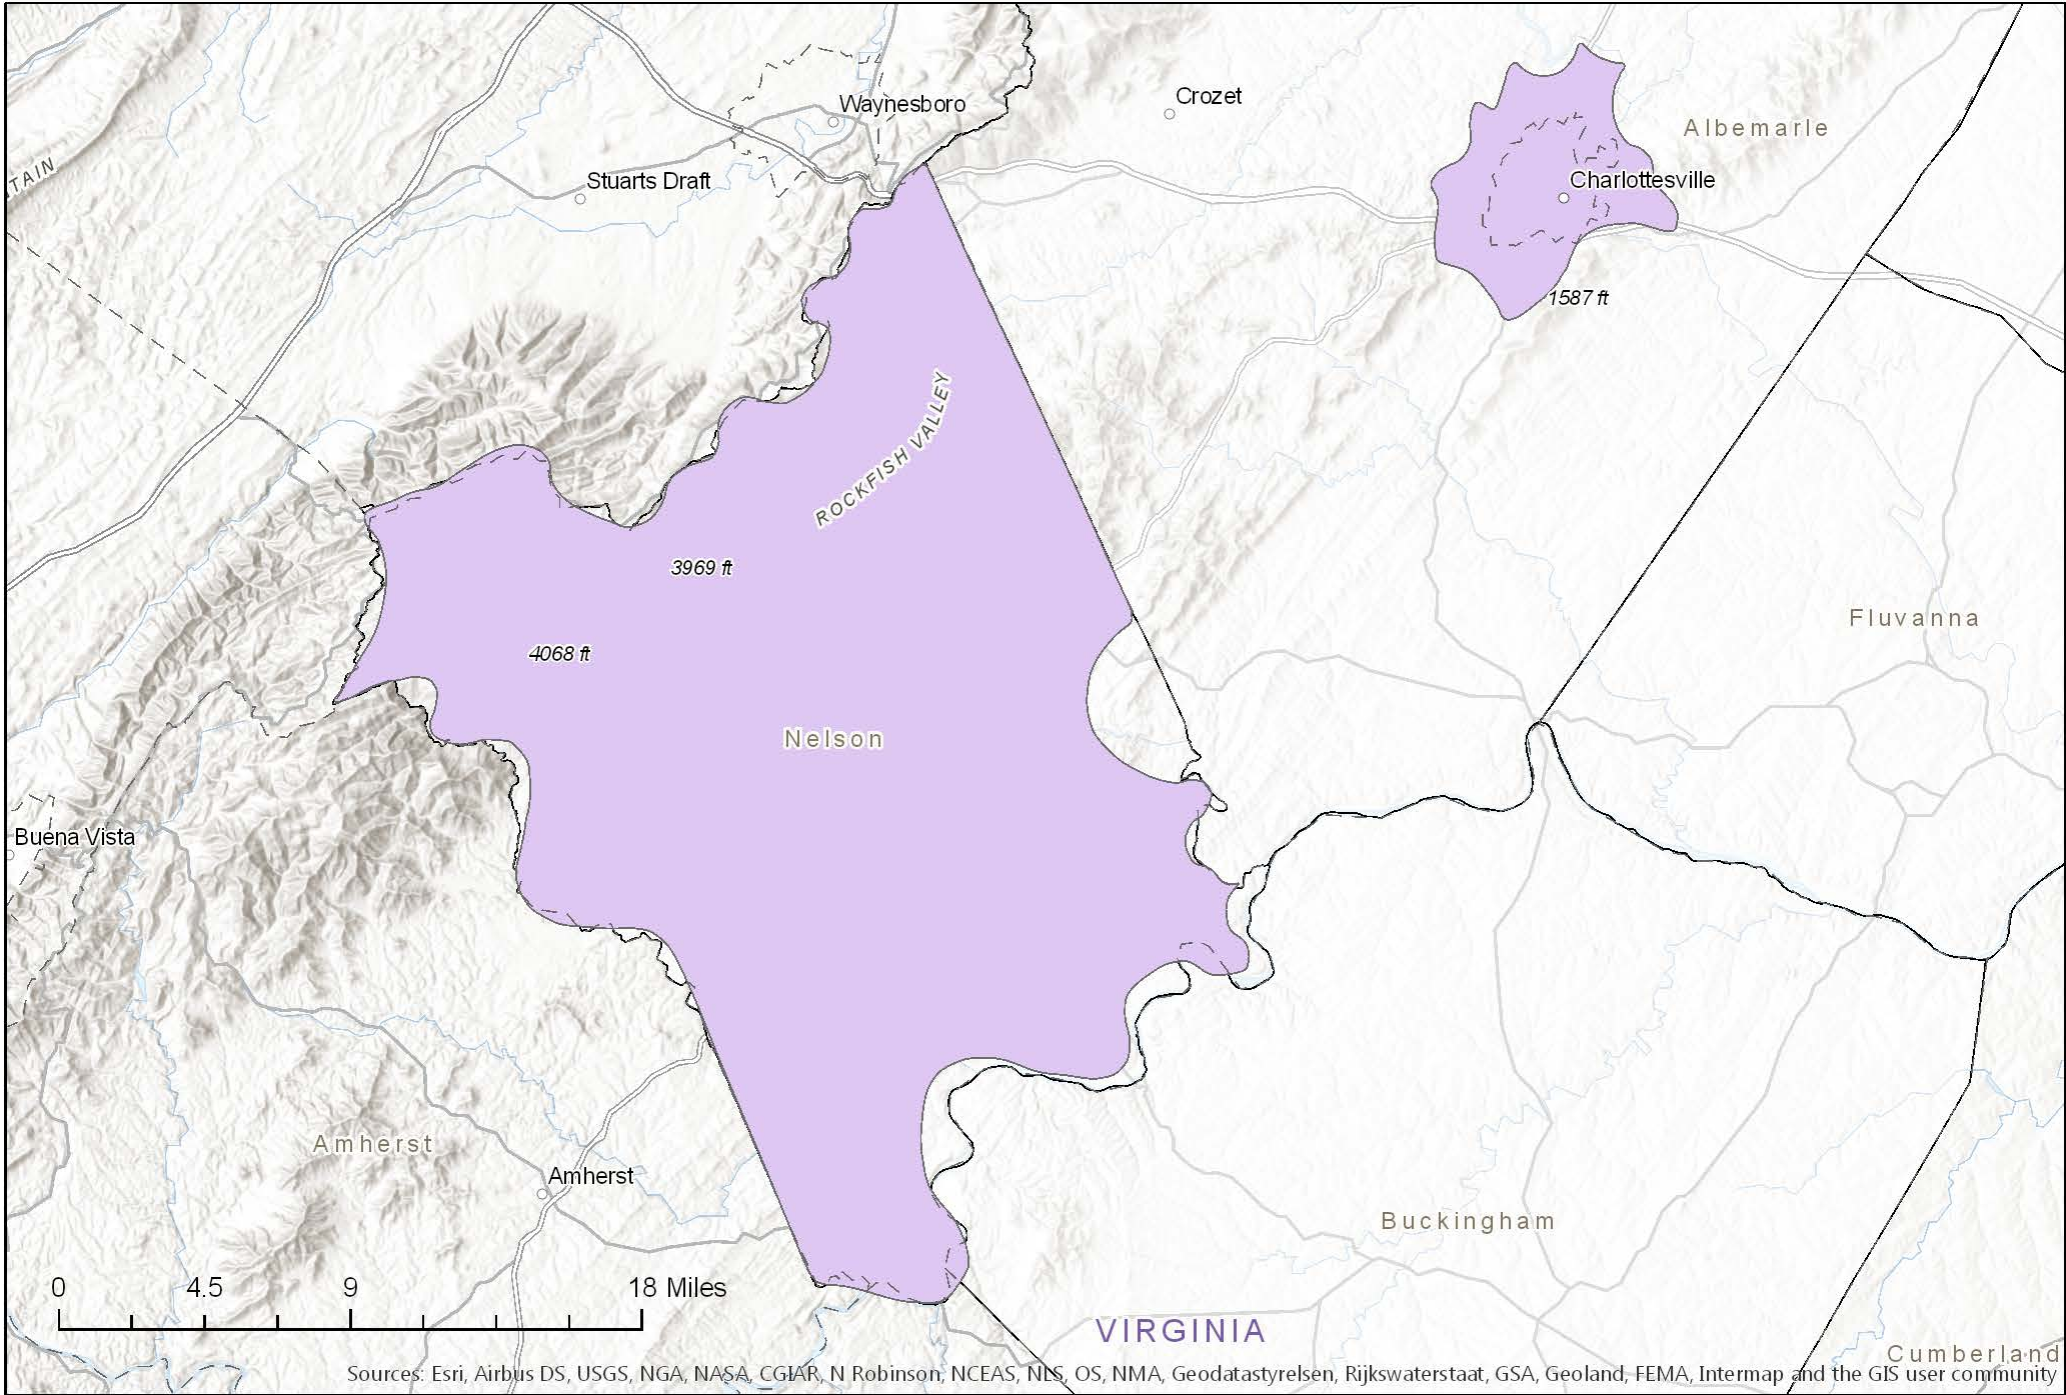 Waynesboro
Crozet
Albemarle
TAIN
Stuarts Draft
Charlottesville
1587 ft
ROCKFISH VALLEY
3969 ft
Fluvanna
4068 ft
Nelson
Buena Vista
Amherst
Amherst
Buckingham
0 4.5 9 18 Miles
VIRGINIA
Cumberland
Sources: Esri, Airbus DS, USGS, NGA, NASA, CGIAR, N Robinson, NCEAS, NLS, OS, NMA, Geodatastyrelsen, Rijkswaterstaat, GSA, Geoland, FEMA, Intermap and the GIS user community